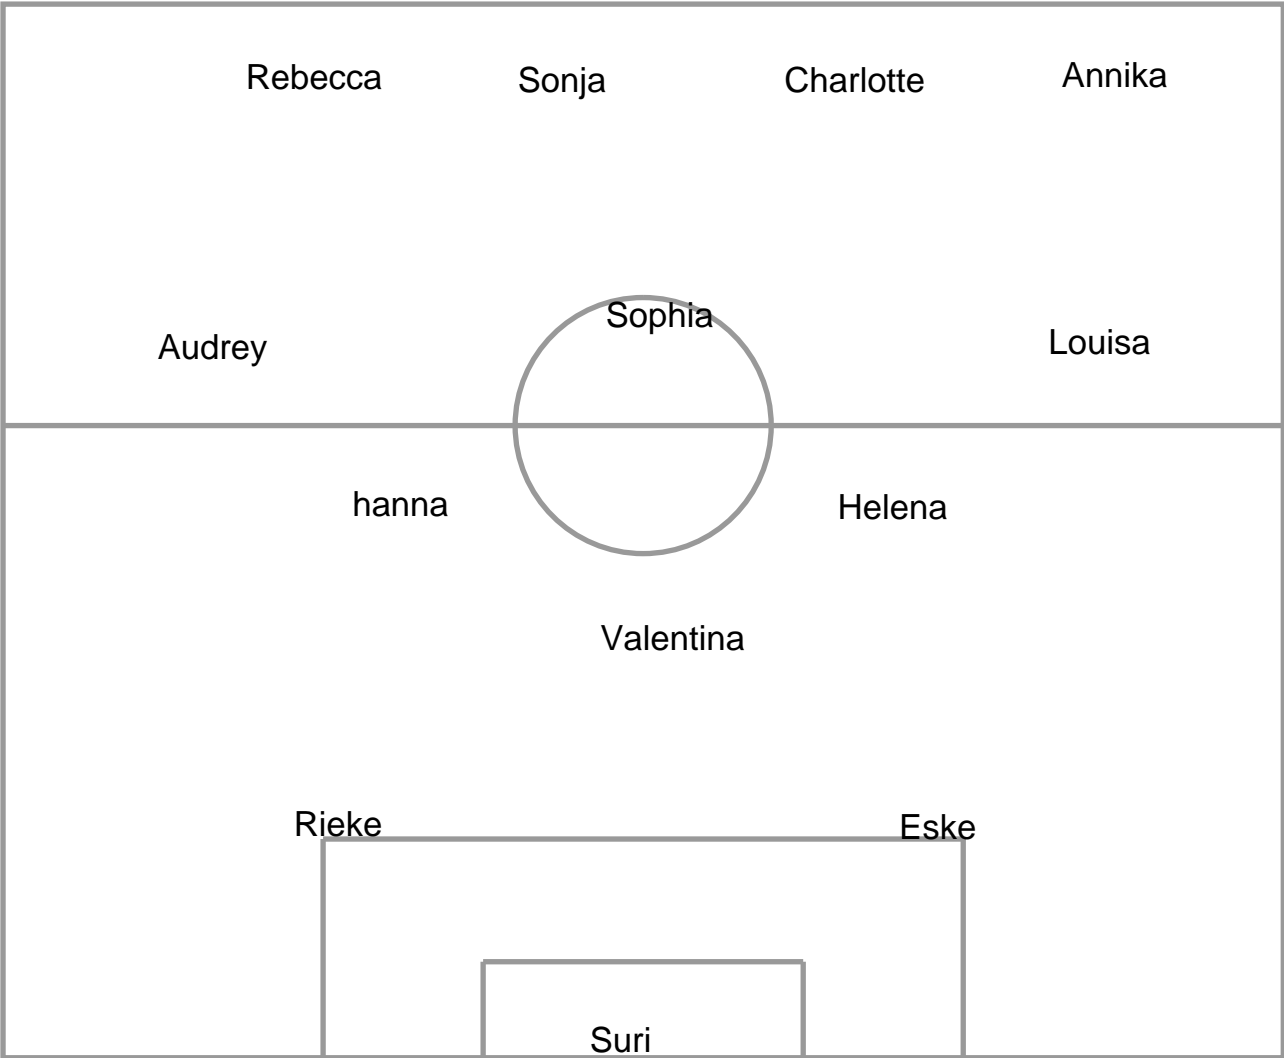 Rebecca Sonja Charlotte Annika
Sophia
Audrey Louisa
hanna Helena
Valentina
Rieke Eske
Suri